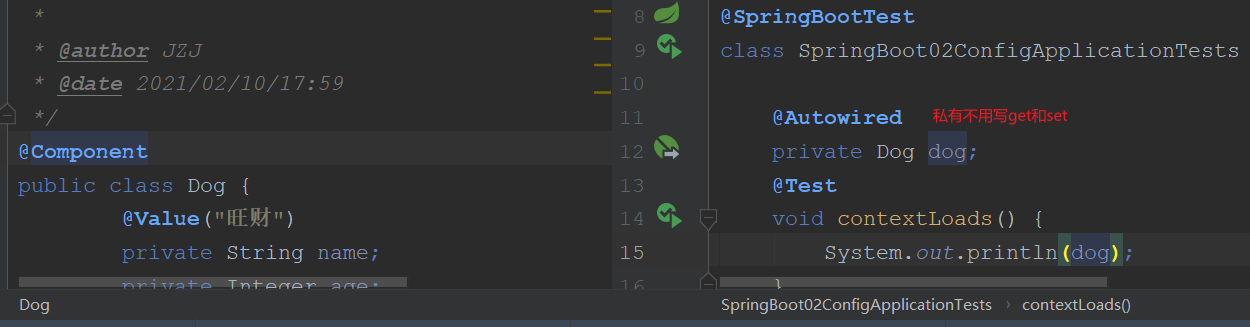 *
* @author JZJ
* @date 2021/02/10/17:59
*/
@Component
public class Dog {
@Value("旺财")
private String name;
private Integer age;
Dog
8 @SpringBootTest
9 class SpringBoot02ConfigApplicationTests
10
11 @Autowired 私有不用写get和set
12 private Dog dog;
13 @Test
14 void contextLoads() {
15 System.out.println(dog);
16 }
SpringBoot02ConfigApplicationTests › contextLoads()